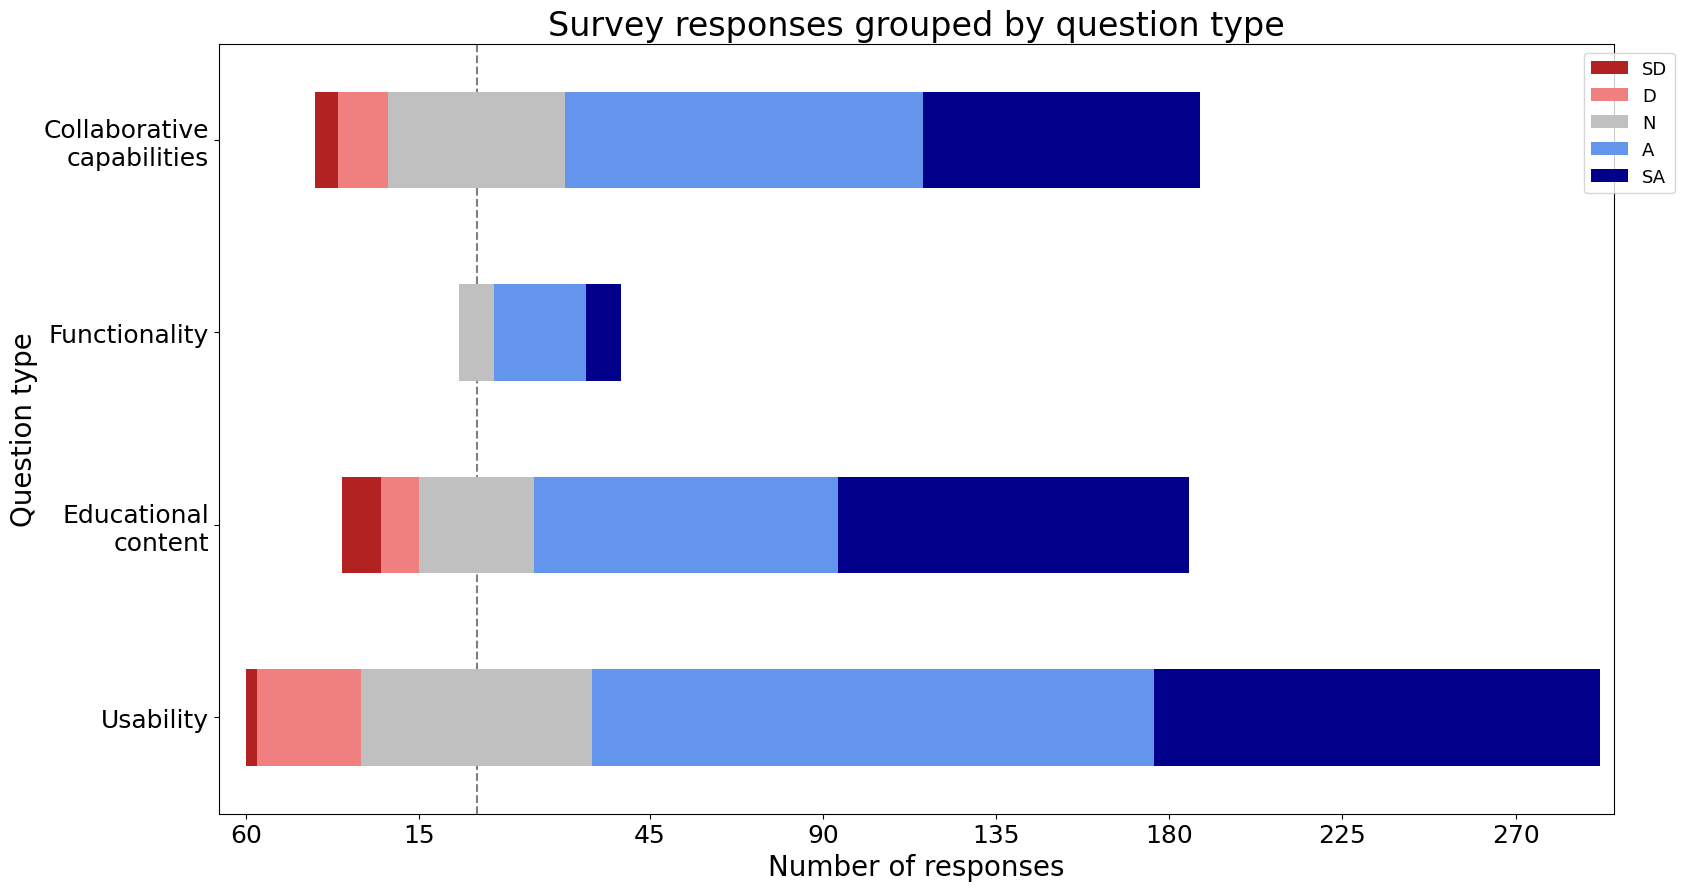 Survey responses grouped by question type
SD
D
N
A
SA
Collaborative
capabilities
Functionality
Educational
content
Usability
Question type
60 15 45 90 135 180 225 270
Number of responses